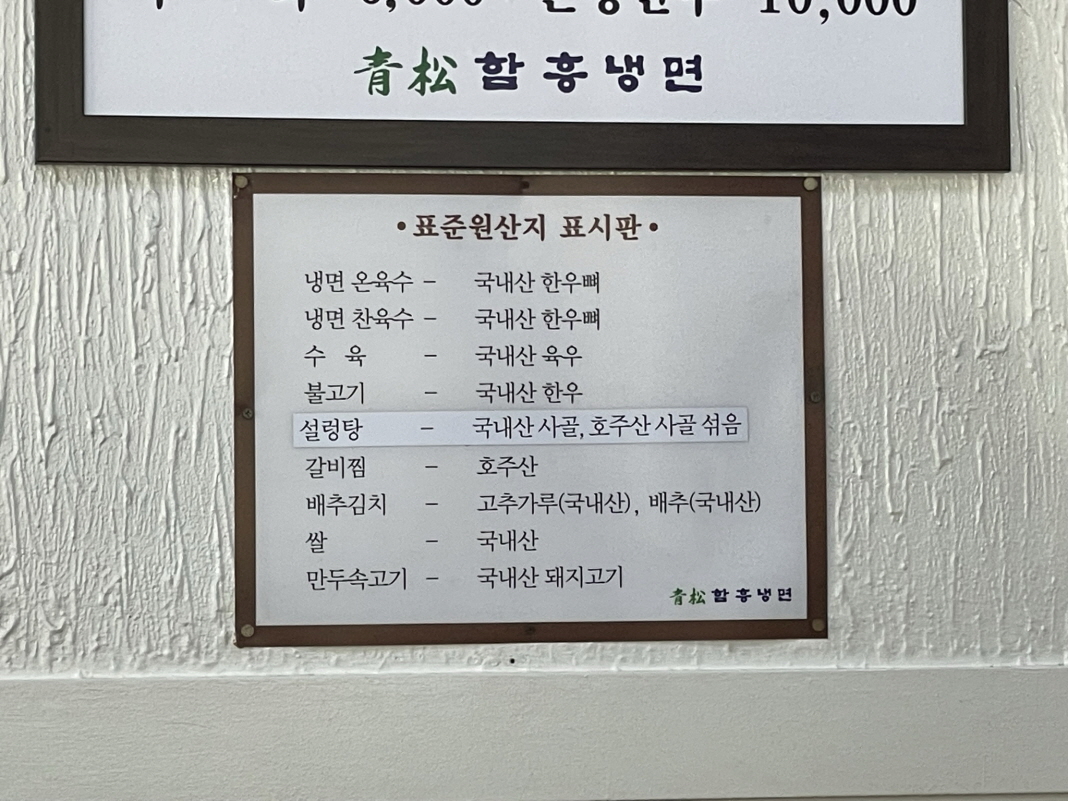 10,000
青松 함흥냉면
• 표준원산지 표시판 •
냉면 온육수 – 국내산 한우뼈
냉면 찬육수 – 국내산 한우뼈
수 육 – 국내산 육우
불고기 – 국내산 한우
설렁탕 – 국내산 사골, 호주산 사골 섞음
갈비찜 – 호주산
배추김치 – 고추가루(국내산), 배추(국내산)
쌀 – 국내산
만두속고기 – 국내산 돼지고기
青松 함흥냉면